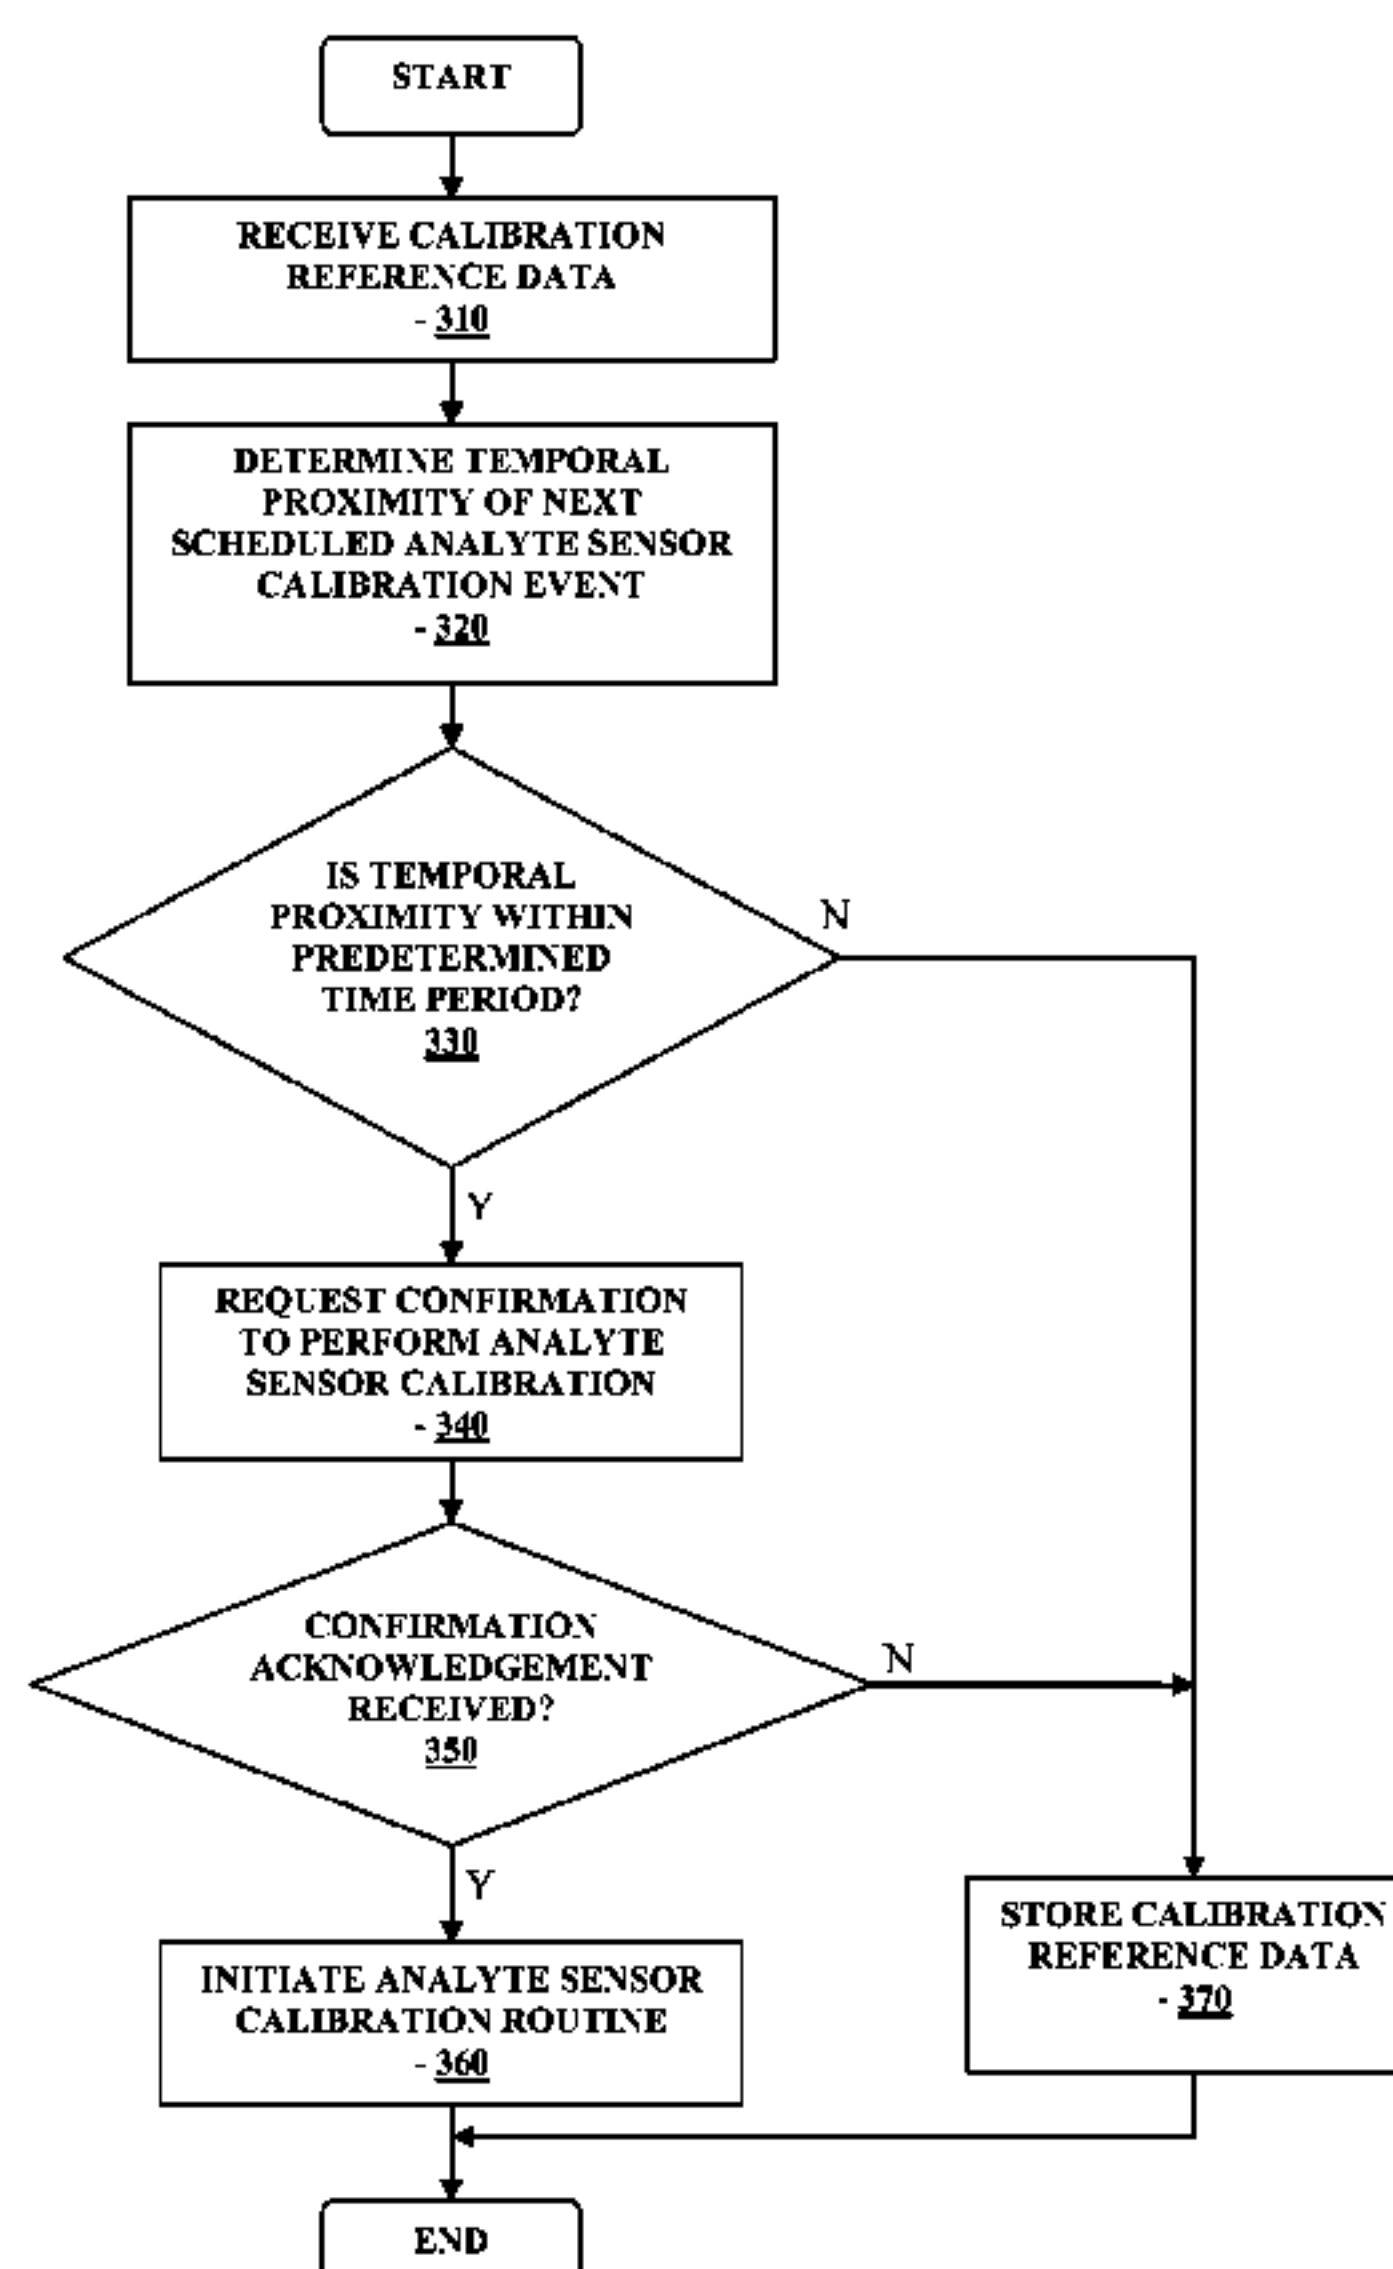 START
RECEIVE CALIBRATION
REFERENCE DATA
- 310
DETERMINE TEMPORAL
PROXIMITY OF NEXT
SCHEDULED ANALYTE SENSOR
CALIBRATION EVENT
- 320
IS TEMPORAL
PROXIMITY WITHIN
PREDETERMINED
TIME PERIOD?
330
N
Y
REQUEST CONFIRMATION
TO PERFORM ANALYTE
SENSOR CALIBRATION
- 340
CONFIRMATION
ACKNOWLEDGEMENT
RECEIVED?
350
N
Y
INITIATE ANALYTE SENSOR
CALIBRATION ROUTINE
- 360
STORE CALIBRATION
REFERENCE DATA
- 370
END